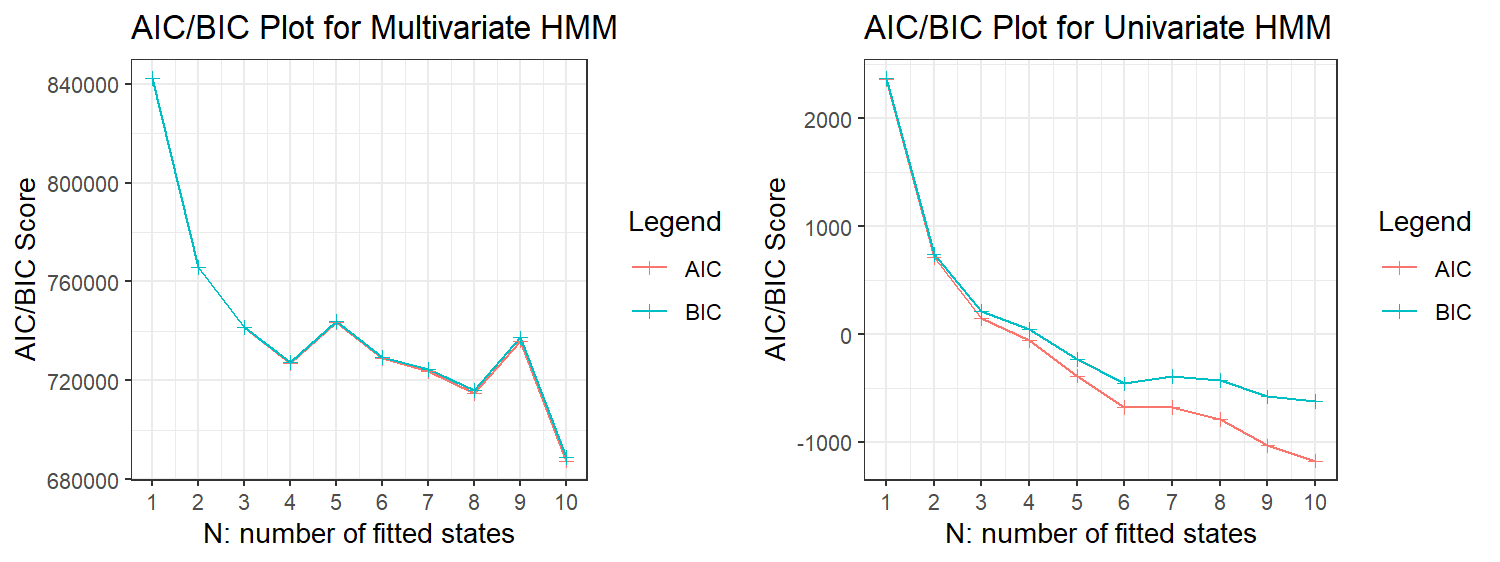 AIC/BIC Plot for Multivariate HMM
AIC/BIC Score
840000
800000
760000
720000
680000
1 2 3 4 5 6 7 8 9 10
N: number of fitted states
Legend
AIC
BIC
AIC/BIC Plot for Univariate HMM
AIC/BIC Score
2000
1000
0
-1000
1 2 3 4 5 6 7 8 9 10
N: number of fitted states
Legend
AIC
BIC